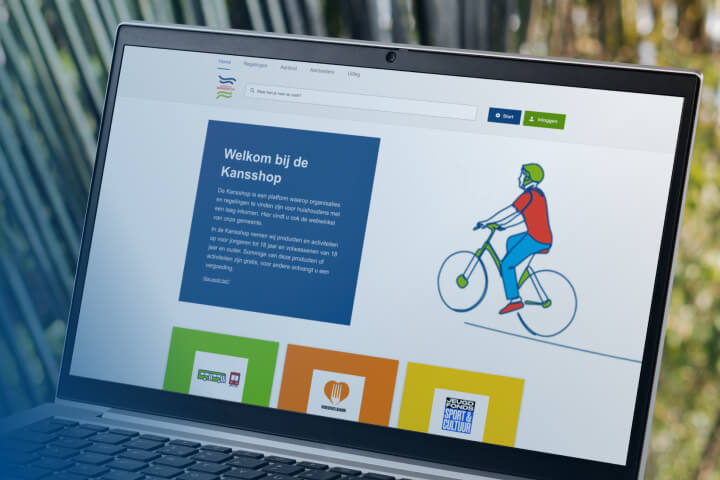 Home Regelingen Aanbod Aanbieders Uitleg
Waar ben je naar op zoek?
Start Inloggen
Welkom bij de
Kansshop
De Kansshop is een platform waarop organisaties
en regelingen te vinden zijn voor huishoudens met
een laag inkomen. Hier vindt u ook de webwinkel
van onze gemeente.
In de Kansshop nemen wij producten en activiteiten
op voor jongeren tot 18 jaar en volwassenen van 18
jaar en ouder. Sommige van deze producten of
activiteiten zijn gratis, voor andere ontvangt u een
vergoeding.
JEUGD
FONDS
SPORT &
CULTUUR